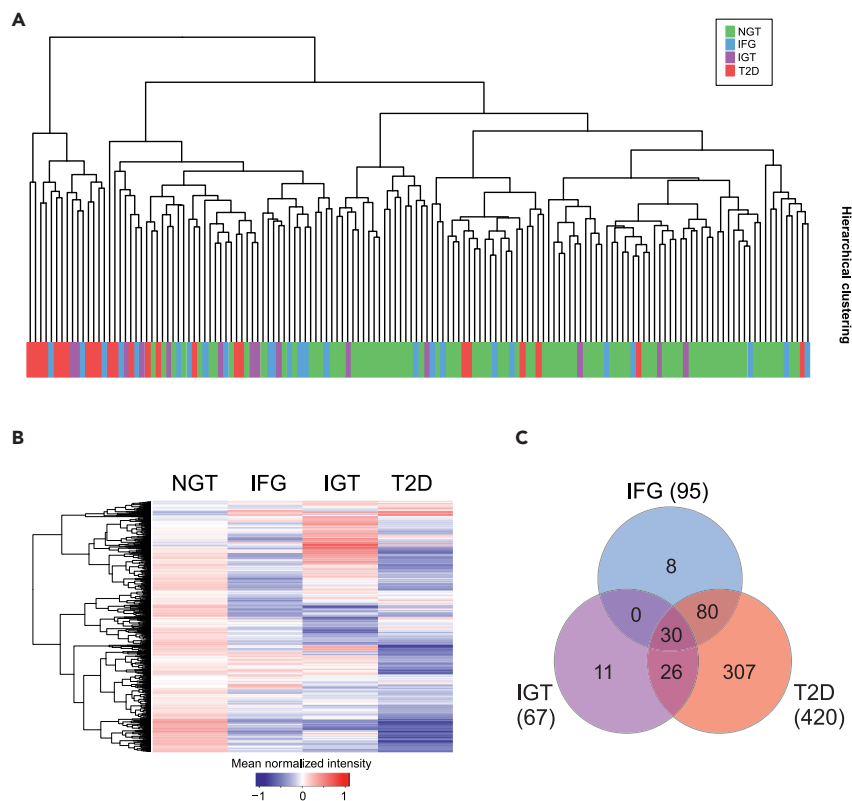 A
NGT
IFG
IGT
T2D
Hierarchical clustering
B
NGT IFG IGT T2D
Mean normalized intensity
−1 0 1
C
IFG (95)
8
0 80
30
11 26 307
IGT
(67)
T2D
(420)